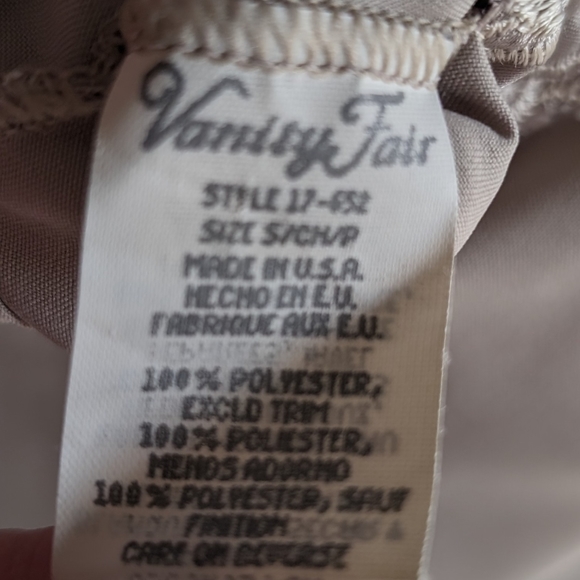 Vanity Fair
STYLE 17-652
SIZE S/CH/P
MADE IN U.S.A.
HECHO EN E.U.
FABRIQUE AUX E.U.
100% POLYESTER,
EXCLD TRIM
100% POLIESTER,
MENOS ADORNO
100% POLYESTER, SAUF
FINITION
CARE ON REVERSE